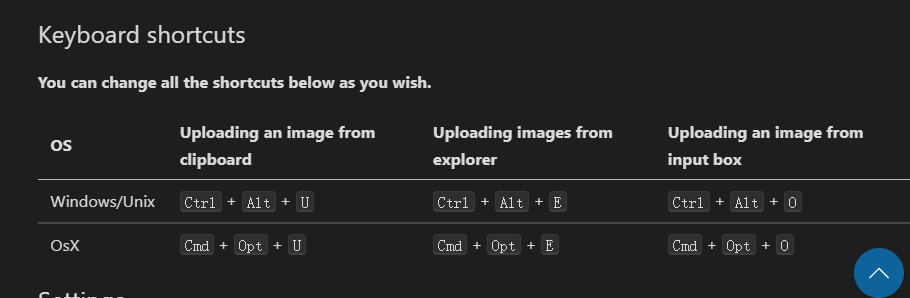 Keyboard shortcuts
You can change all the shortcuts below as you wish.
OS Uploading an image from clipboard Uploading images from explorer Uploading an image from input box
Windows/Unix Ctrl + Alt + U Ctrl + Alt + E Ctrl + Alt + O
OsX Cmd + Opt + U Cmd + Opt + E Cmd + Opt + O
Settings